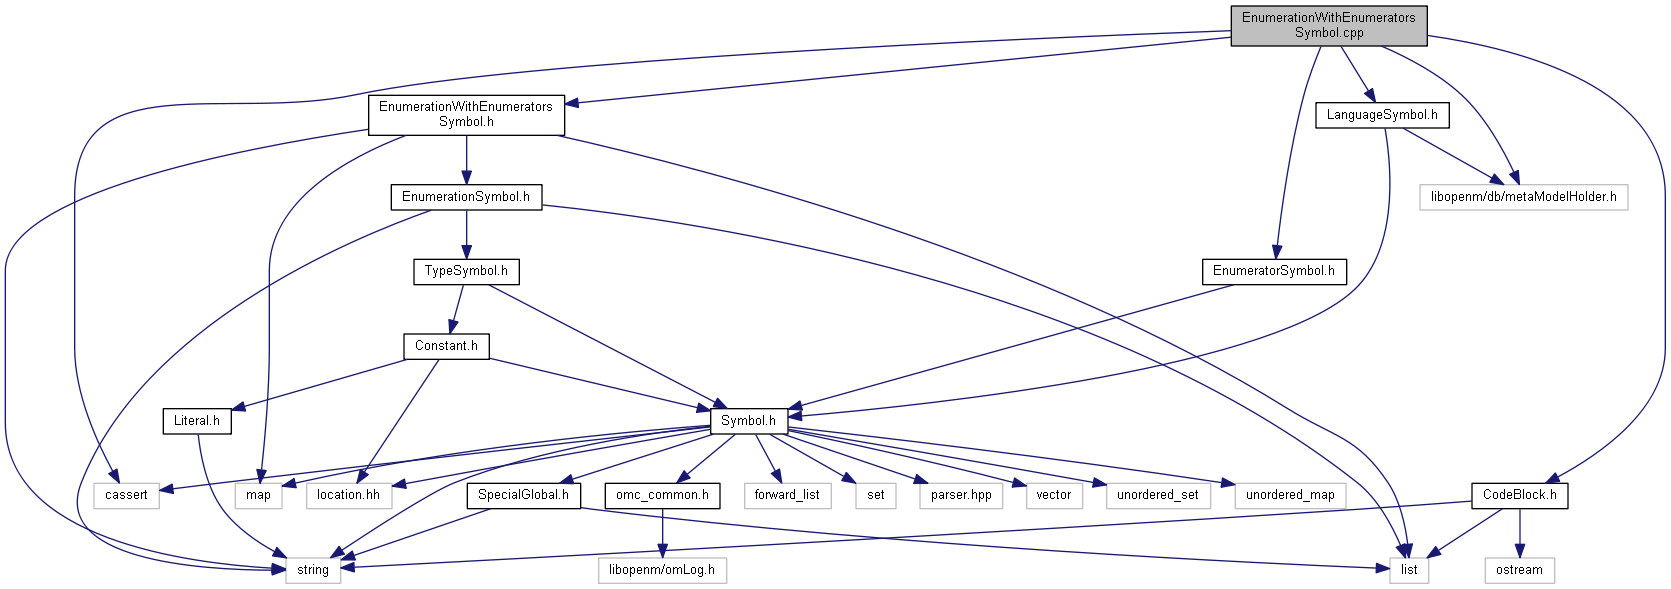 EnumerationWithEnumerators
Symbol.cpp
EnumerationWithEnumerators
Symbol.h
LanguageSymbol.h
EnumerationSymbol.h
libopenm/db/metaModelHolder.h
TypeSymbol.h
EnumeratorSymbol.h
Constant.h
Literal.h
Symbol.h
cassert
map
location.hh
SpecialGlobal.h
omc_common.h
forward_list
set
parser.hpp
vector
unordered_set
unordered_map
CodeBlock.h
string
libopenm/omLog.h
list
ostream